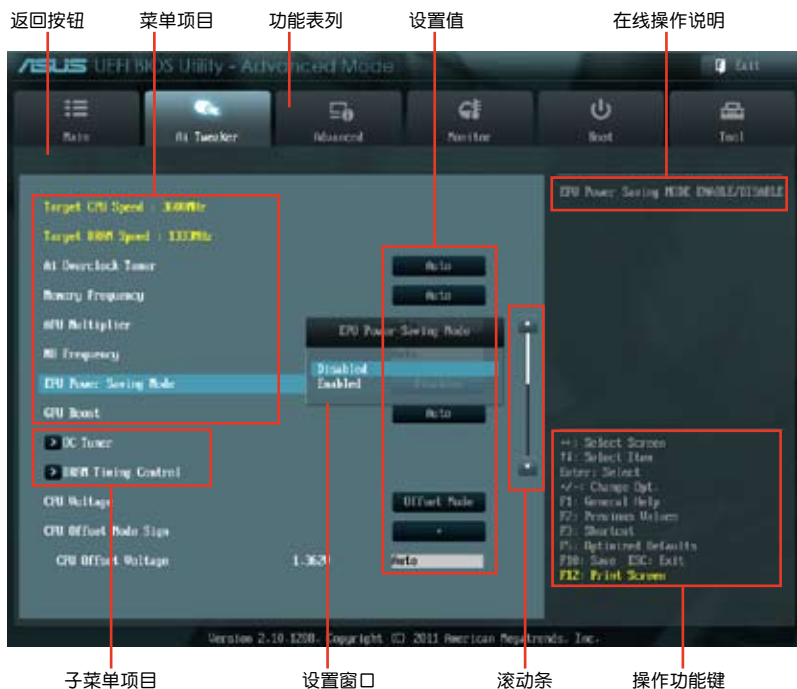 返回按钮 菜单项目 功能表列 设置值 在线操作说明
ASUS UEFI BIOS Utility - Advanced Mode Exit
Main Ai Tweaker Advanced Monitor Boot Tool
EPU Power Saving MODE ENABLE/DISABLE
Target CPU Speed : 3600MHz
Target DRAM Speed : 1333MHz
Ai Overclock Tuner Auto
Memory Frequency Auto
APU Multiplier
EPU Power Saving Mode
NB Frequency
Disabled
Enabled
EPU Power Saving Mode
GPU Boost Auto
> OC Tuner
> DRAM Timing Control
CPU Voltage Offset Mode
CPU Offset Mode Sign
CPU Offset Voltage 1.362V Auto
→←: Select Screen
↑↓: Select Item
Enter: Select
+/-: Change Opt.
F1: General Help
F2: Previous Values
F3: Shortcut
F5: Optimized Defaults
F10: Save ESC: Exit
F12: Print Screen
Version 2.10.1208. Copyright (C) 2011 American Megatrends, Inc.
子菜单项目 设置窗口 滚动条 操作功能键